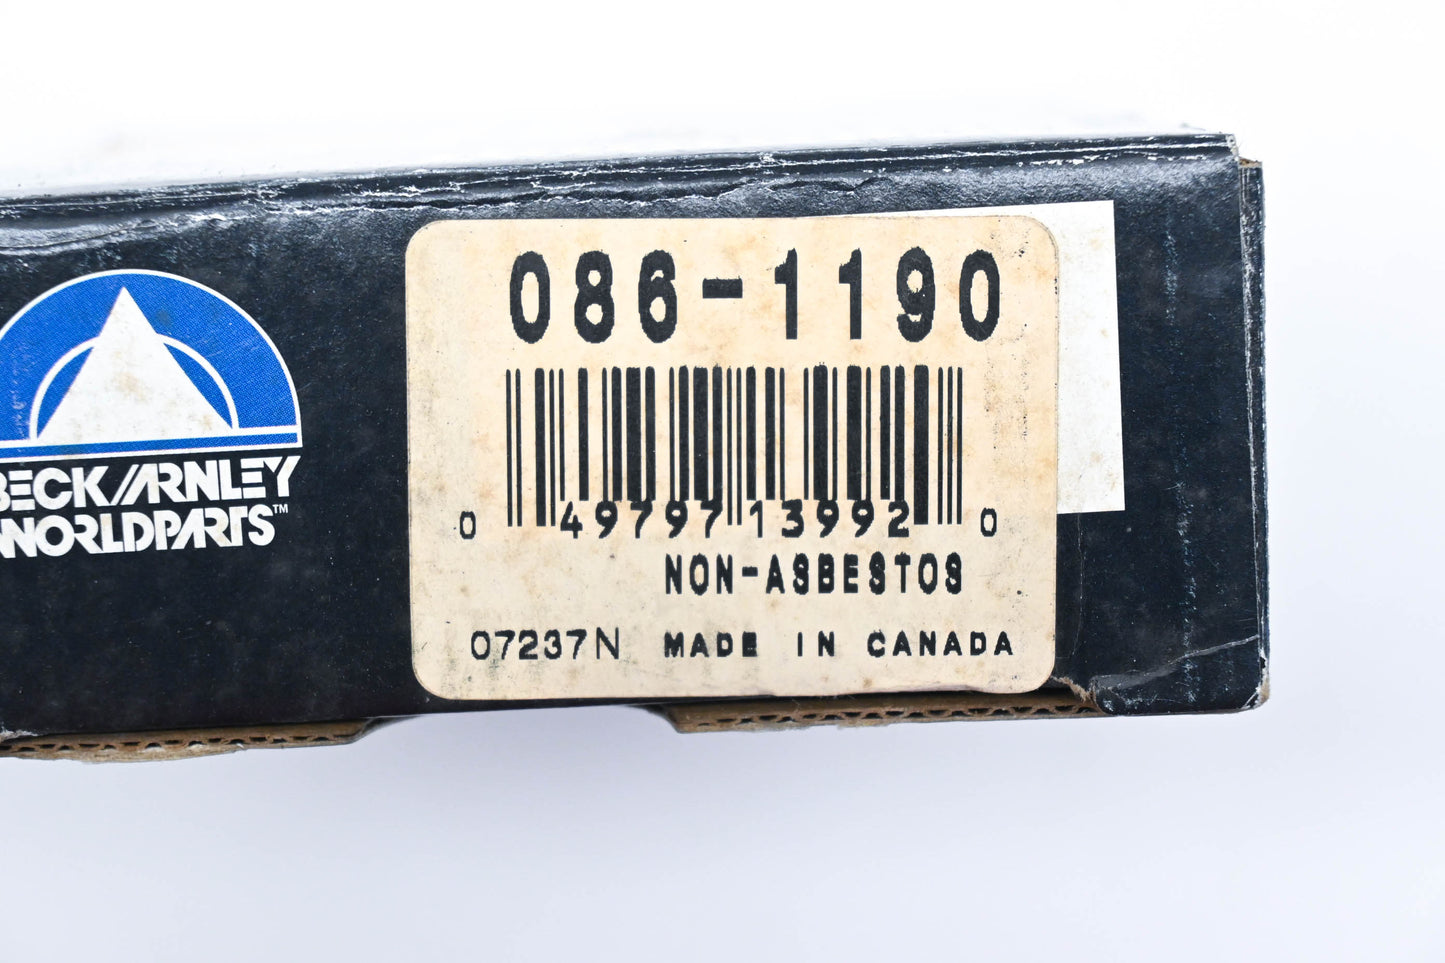 086-1190
0 49797 13992 0
NON-ASBESTOS
07237N MADE IN CANADA
BECK/ARNLEY
WORLDPARTS™